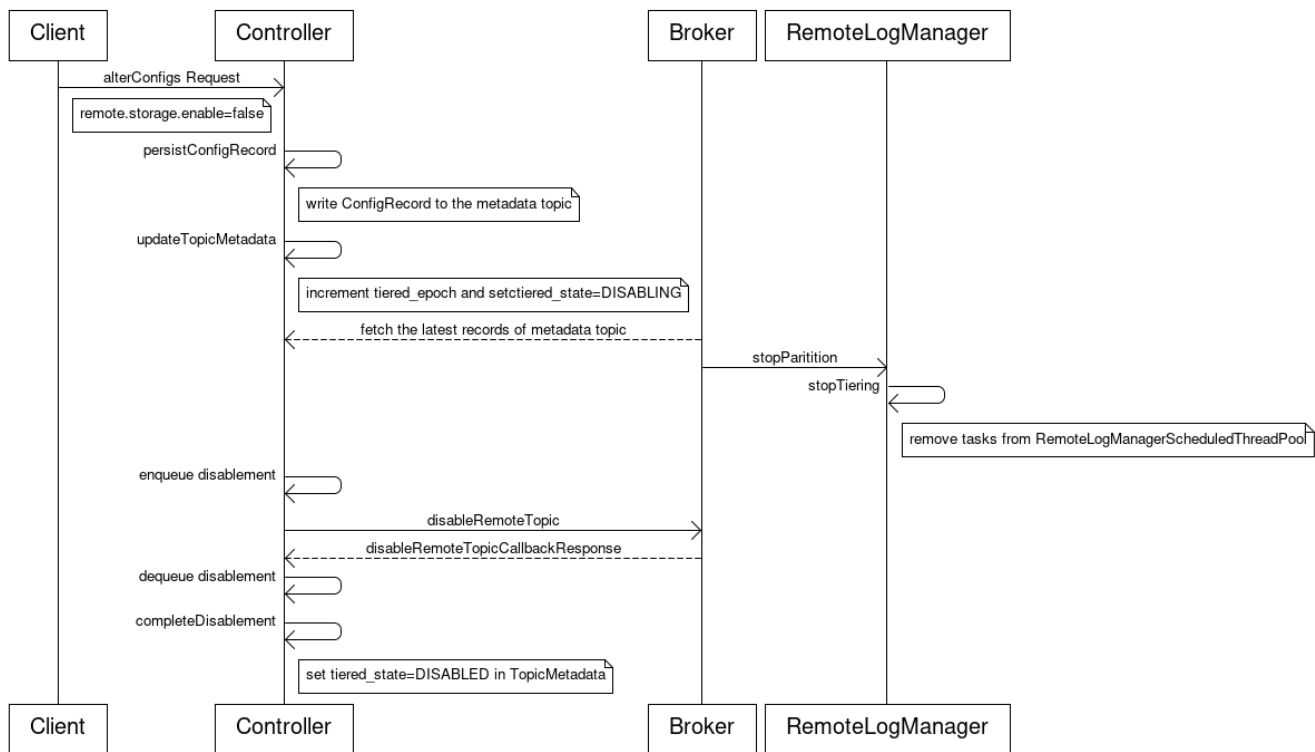 Client
Controller
Broker
RemoteLogManager
alterConfigs Request
remote.storage.enable=false
persistConfigRecord
write ConfigRecord to the metadata topic
updateTopicMetadata
increment tiered_epoch and setctiered_state=DISABLING
fetch the latest records of metadata topic
stopParitition
stopTiering
remove tasks from RemoteLogManagerScheduledThreadPool
enqueue disablement
disableRemoteTopic
disableRemoteTopicCallbackResponse
dequeue disablement
completeDisablement
set tiered_state=DISABLED in TopicMetadata
Client
Controller
Broker
RemoteLogManager